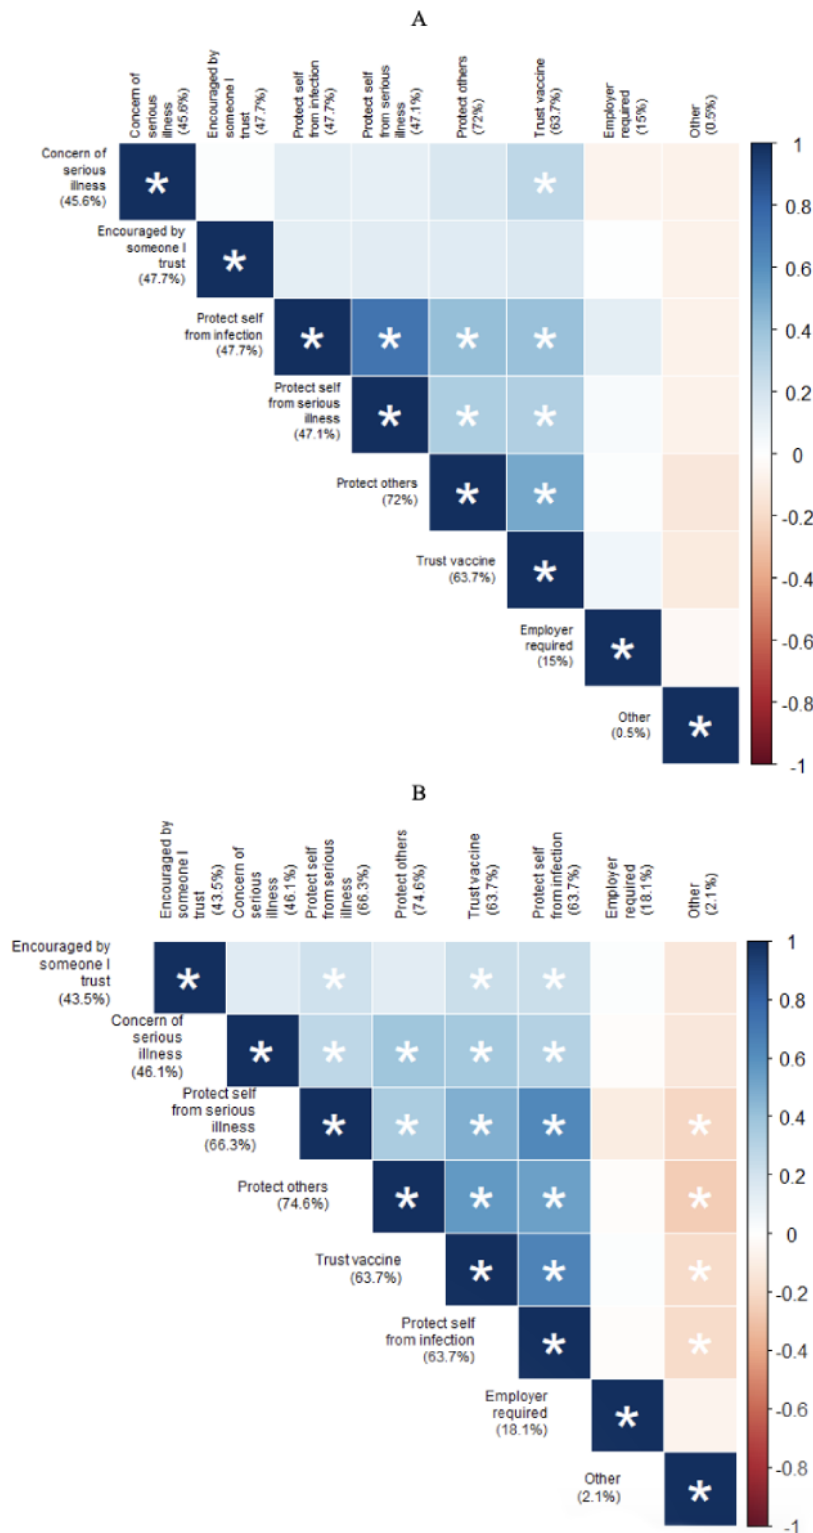 A
Concern of
serious
illness
(45.6%)
Encouraged by
someone I
trust
(47.7%)
Protect self
from infection
(47.7%)
Protect self
from serious
illness
(47.1%)
Protect others
(72%)
Trust vaccine
(63.7%)
Employer
required
(15%)
Other
(0.5%)
Concern of
serious
illness
(45.6%)
* *
Encouraged by
someone I
trust
(47.7%)
*
Protect self
from infection
(47.7%)
* * * *
Protect self
from serious
illness
(47.1%)
* * *
Protect others
(72%)
* *
Trust vaccine
(63.7%)
*
Employer
required
(15%)
*
Other
(0.5%)
*
1
0.8
0.6
0.4
0.2
0
-0.2
-0.4
-0.6
-0.8
-1
B
Encouraged by
someone I
trust
(43.5%)
Concern of
serious
illness
(46.1%)
Protect self
from serious
illness
(66.3%)
Protect others
(74.6%)
Trust vaccine
(63.7%)
Protect self
from infection
(63.7%)
Employer
required
(18.1%)
Other
(2.1%)
Encouraged by
someone I
trust
(43.5%)
* * * *
Concern of
serious
illness
(46.1%)
* * * * *
Protect self
from serious
illness
(66.3%)
* * * * *
Protect others
(74.6%)
* * * *
Trust vaccine
(63.7%)
* * *
Protect self
from infection
(63.7%)
* *
Employer
required
(18.1%)
*
Other
(2.1%)
*
1
0.8
0.6
0.4
0.2
0
-0.2
-0.4
-0.6
-0.8
-1